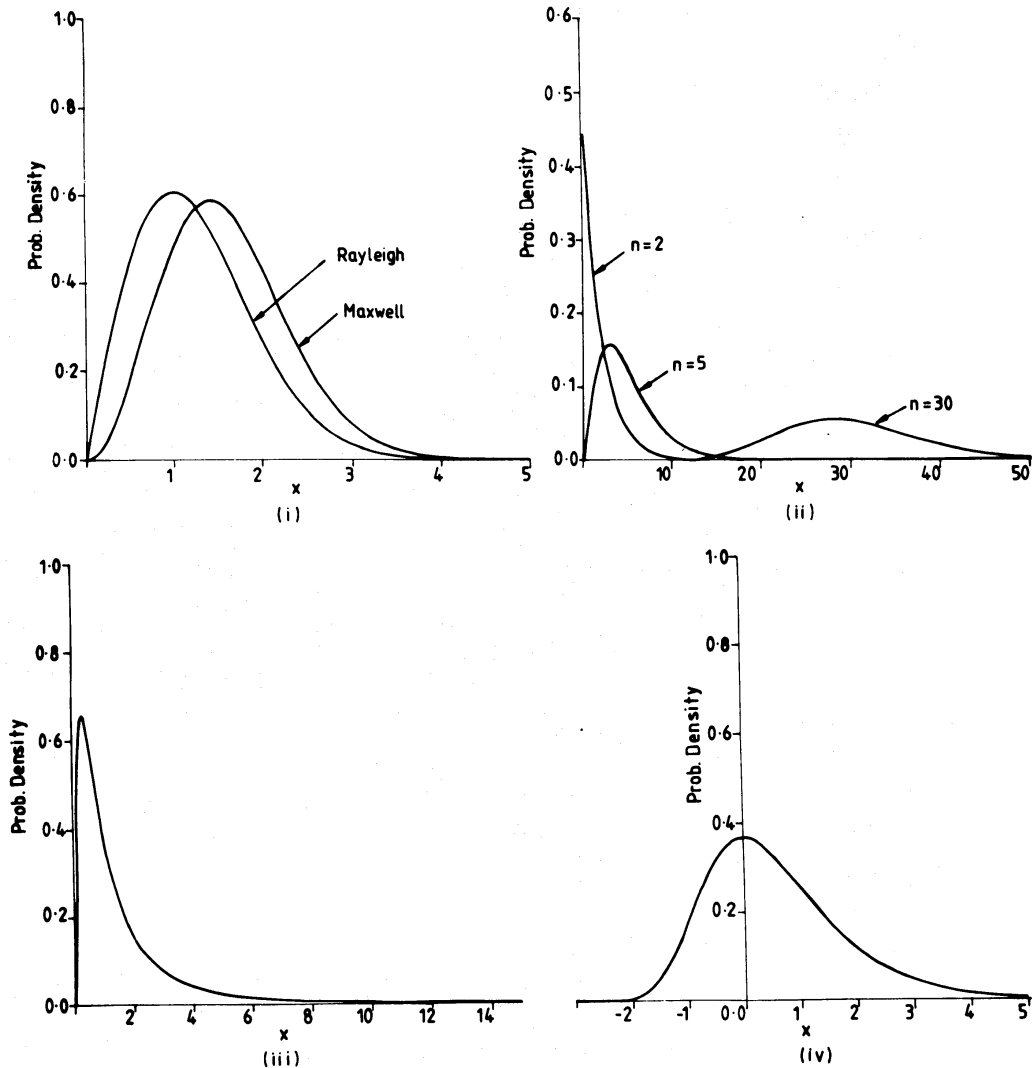 1·0
0·8
0·6
0·4
0·2
0·0
Prob. Density
Rayleigh
Maxwell
1 2 3 4 5
x
(i)
0·6
0·5
0·4
0·3
0·2
0·1
0·0
Prob. Density
n=2
n=5
n=30
10 20 30 40 50
x
(ii)
1·0
0·8
0·6
0·4
0·2
0·0
Prob. Density
2 4 6 8 10 12 14
x
(iii)
1·0
0·8
0·6
0·4
0·2
Prob. Density
-2 -1 0·0 1 2 3 4 5
x
(iv)